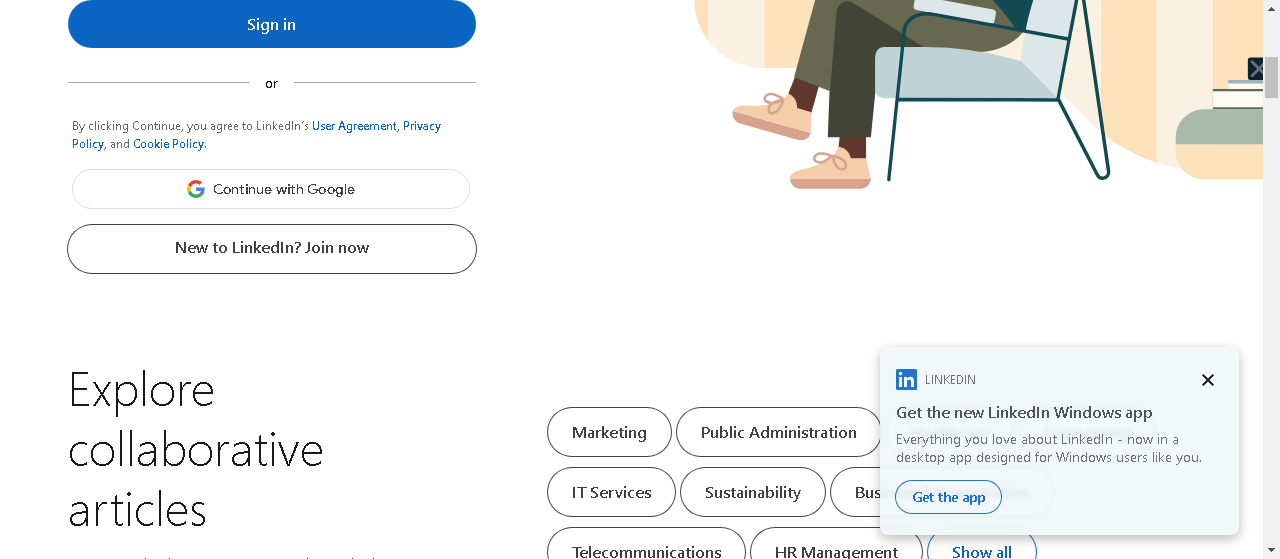 Sign in
or
By clicking Continue, you agree to LinkedIn's User Agreement, Privacy
Policy, and Cookie Policy.
Continue with Google
New to LinkedIn? Join now
Explore
collaborative
articles
Marketing
Public Administration
IT Services
Sustainability
Telecommunications
HR Management
Show all
LINKEDIN
Get the new LinkedIn Windows app
Everything you love about LinkedIn - now in a
desktop app designed for Windows users like you.
Get the app